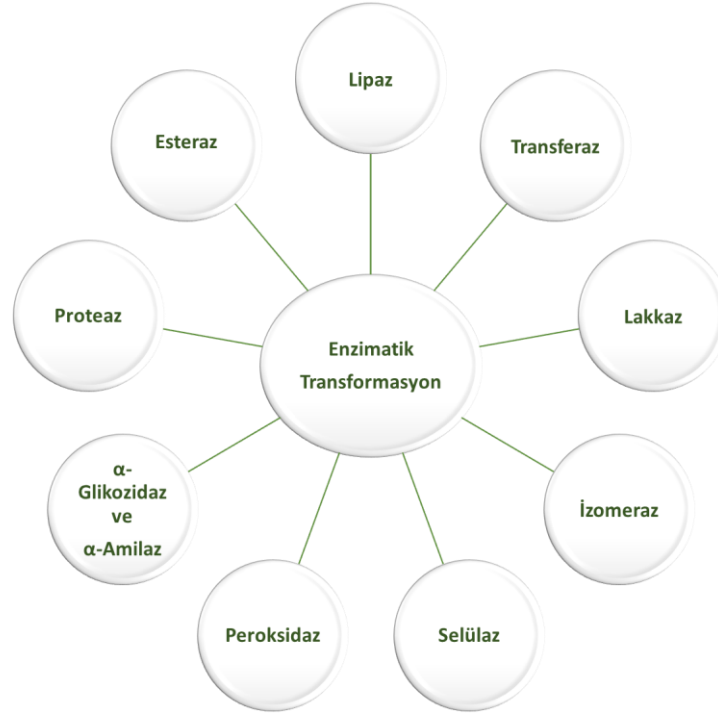 Lipaz
Esteraz
Transferaz
Proteaz
Lakkaz
Enzimatik
Transformasyon
α-
Glikozidaz
ve
α-Amilaz
İzomeraz
Peroksidaz
Selülaz